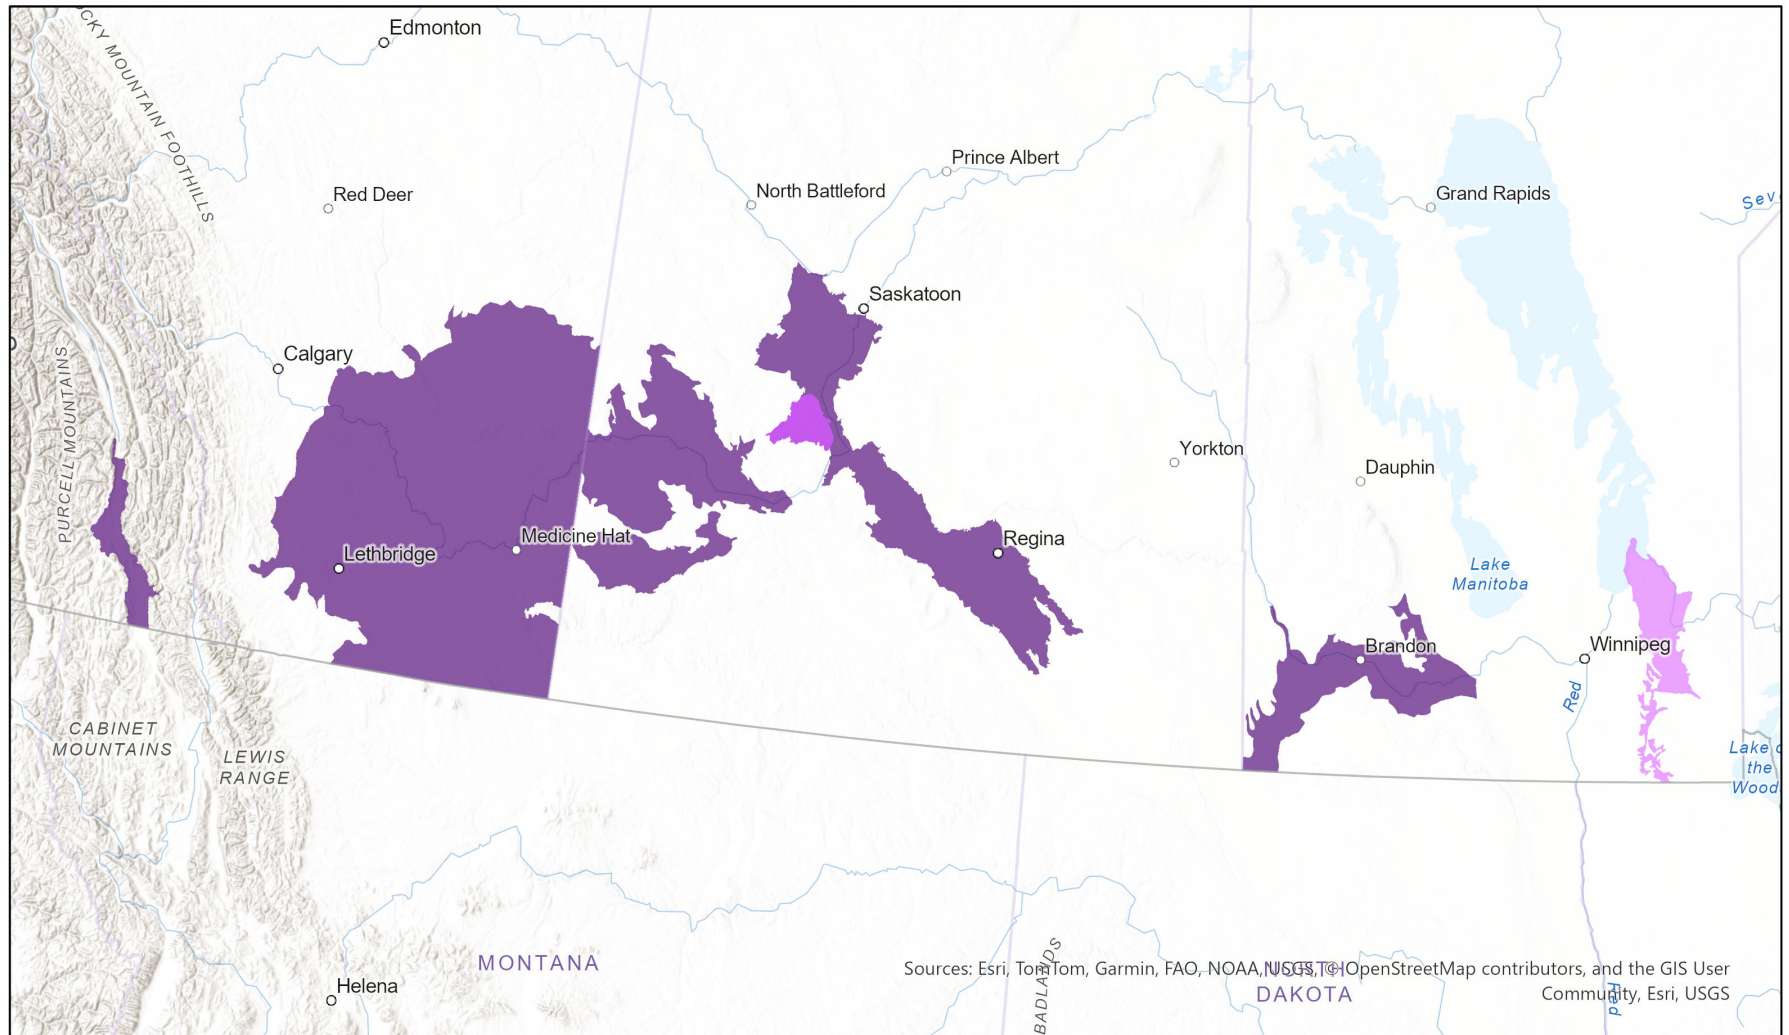 Edmonton
OCKY MOUNTAIN FOOTHILLS
Prince Albert
Red Deer
North Battleford
Grand Rapids
Sev
Saskatoon
Calgary
PURCELL MOUNTAINS
Yorkton
Dauphin
Medicine Hat
Regina
Lethbridge
Lake
Manitoba
Brandon
Winnipeg
Red
CABINET
MOUNTAINS
LEWIS
RANGE
Lake o
the
Wood
MONTANA
BADLANDS
NORTH
DAKOTA
Helena
Red
Sources: Esri, TomTom, Garmin, FAO, NOAA, USGS, © OpenStreetMap contributors, and the GIS User
Community, Esri, USGS